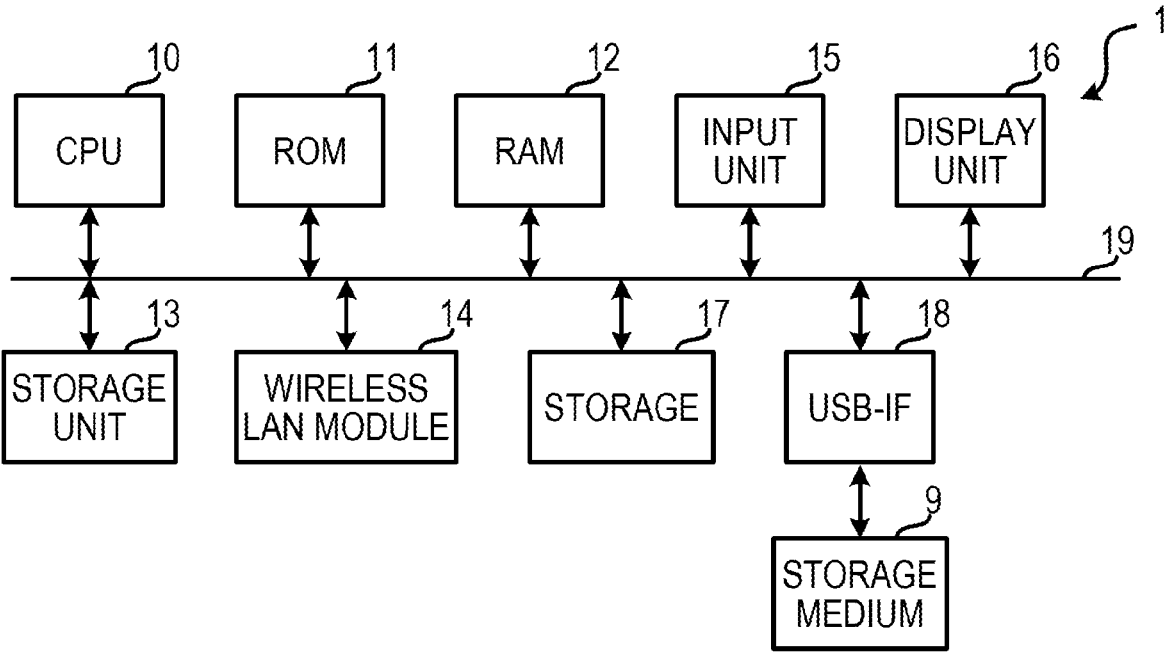 1
10
11
12
15
16
CPU
ROM
RAM
INPUT
UNIT
DISPLAY
UNIT
19
13
14
17
18
STORAGE
UNIT
WIRELESS
LAN MODULE
STORAGE
USB-IF
9
STORAGE
MEDIUM